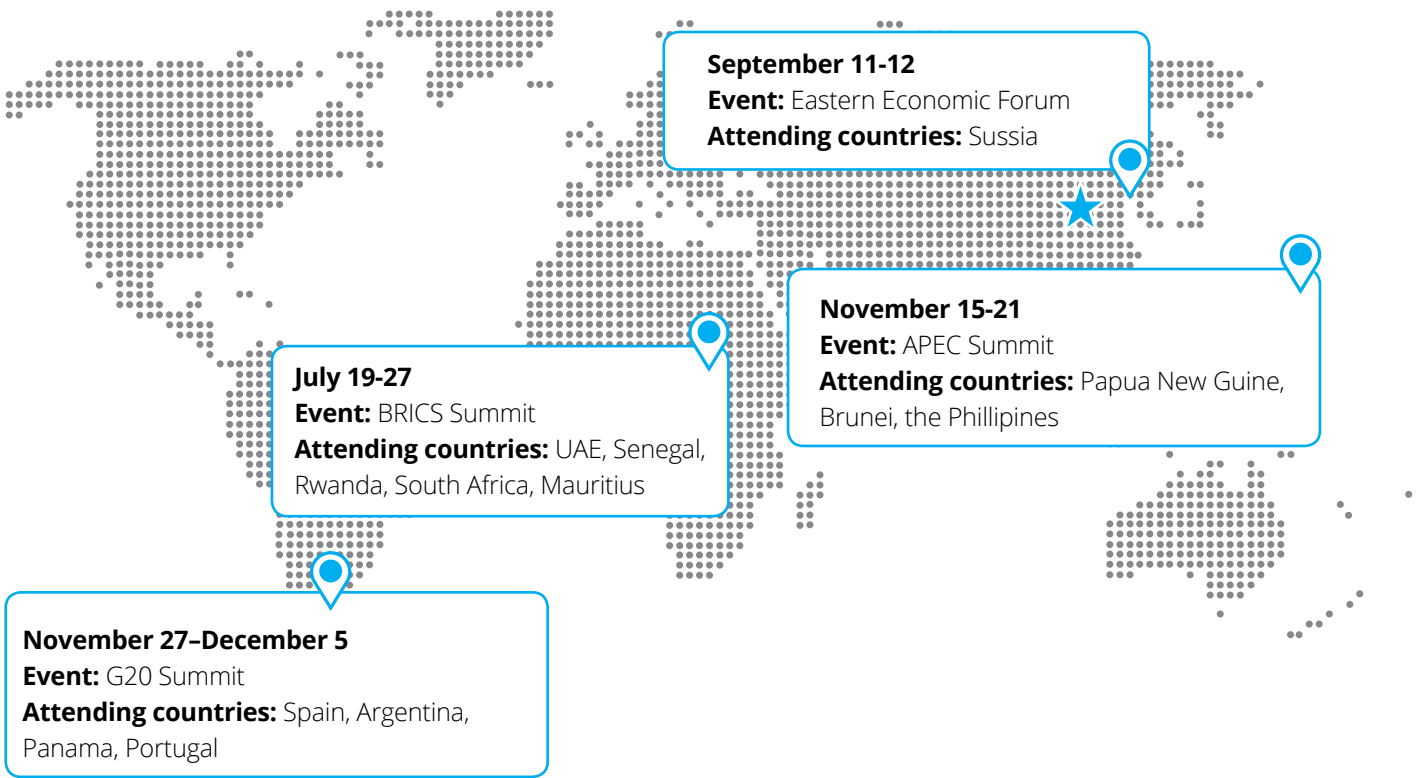 September 11-12
Event: Eastern Economic Forum
Attending countries: Sussia
November 15-21
Event: APEC Summit
Attending countries: Papua New Guine,
Brunei, the Phillipines
July 19-27
Event: BRICS Summit
Attending countries: UAE, Senegal,
Rwanda, South Africa, Mauritius
November 27–December 5
Event: G20 Summit
Attending countries: Spain, Argentina,
Panama, Portugal